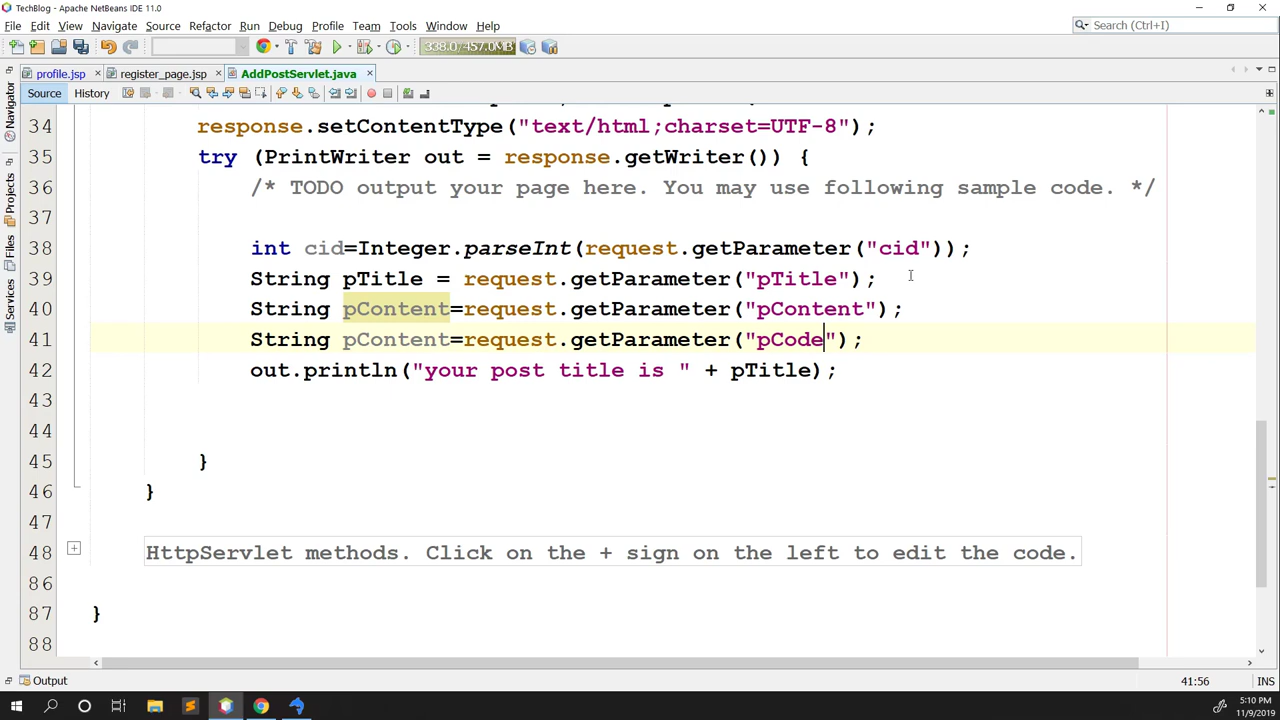 TechBlog - Apache NetBeans IDE 11.0
File Edit View Navigate Source Refactor Run Debug Profile Team Tools Window Help
Search (Ctrl+I)
338.0/457.0MB
profile.jsp × register_page.jsp × AddPostServlet.java ×
Source History
34 response.setContentType("text/html;charset=UTF-8");
35 try (PrintWriter out = response.getWriter()) {
36 /* TODO output your page here. You may use following sample code. */
37
38 int cid=Integer.parseInt(request.getParameter("cid"));
39 String pTitle = request.getParameter("pTitle");
40 String pContent=request.getParameter("pContent");
41 String pContent=request.getParameter("pCode");
42 out.println("your post title is " + pTitle);
43
44
45 }
46 }
47
48 HttpServlet methods. Click on the + sign on the left to edit the code.
86
87 }
88
Navigator
Projects
Files
Services
Output
41:56 INS
5:10 PM
11/9/2019